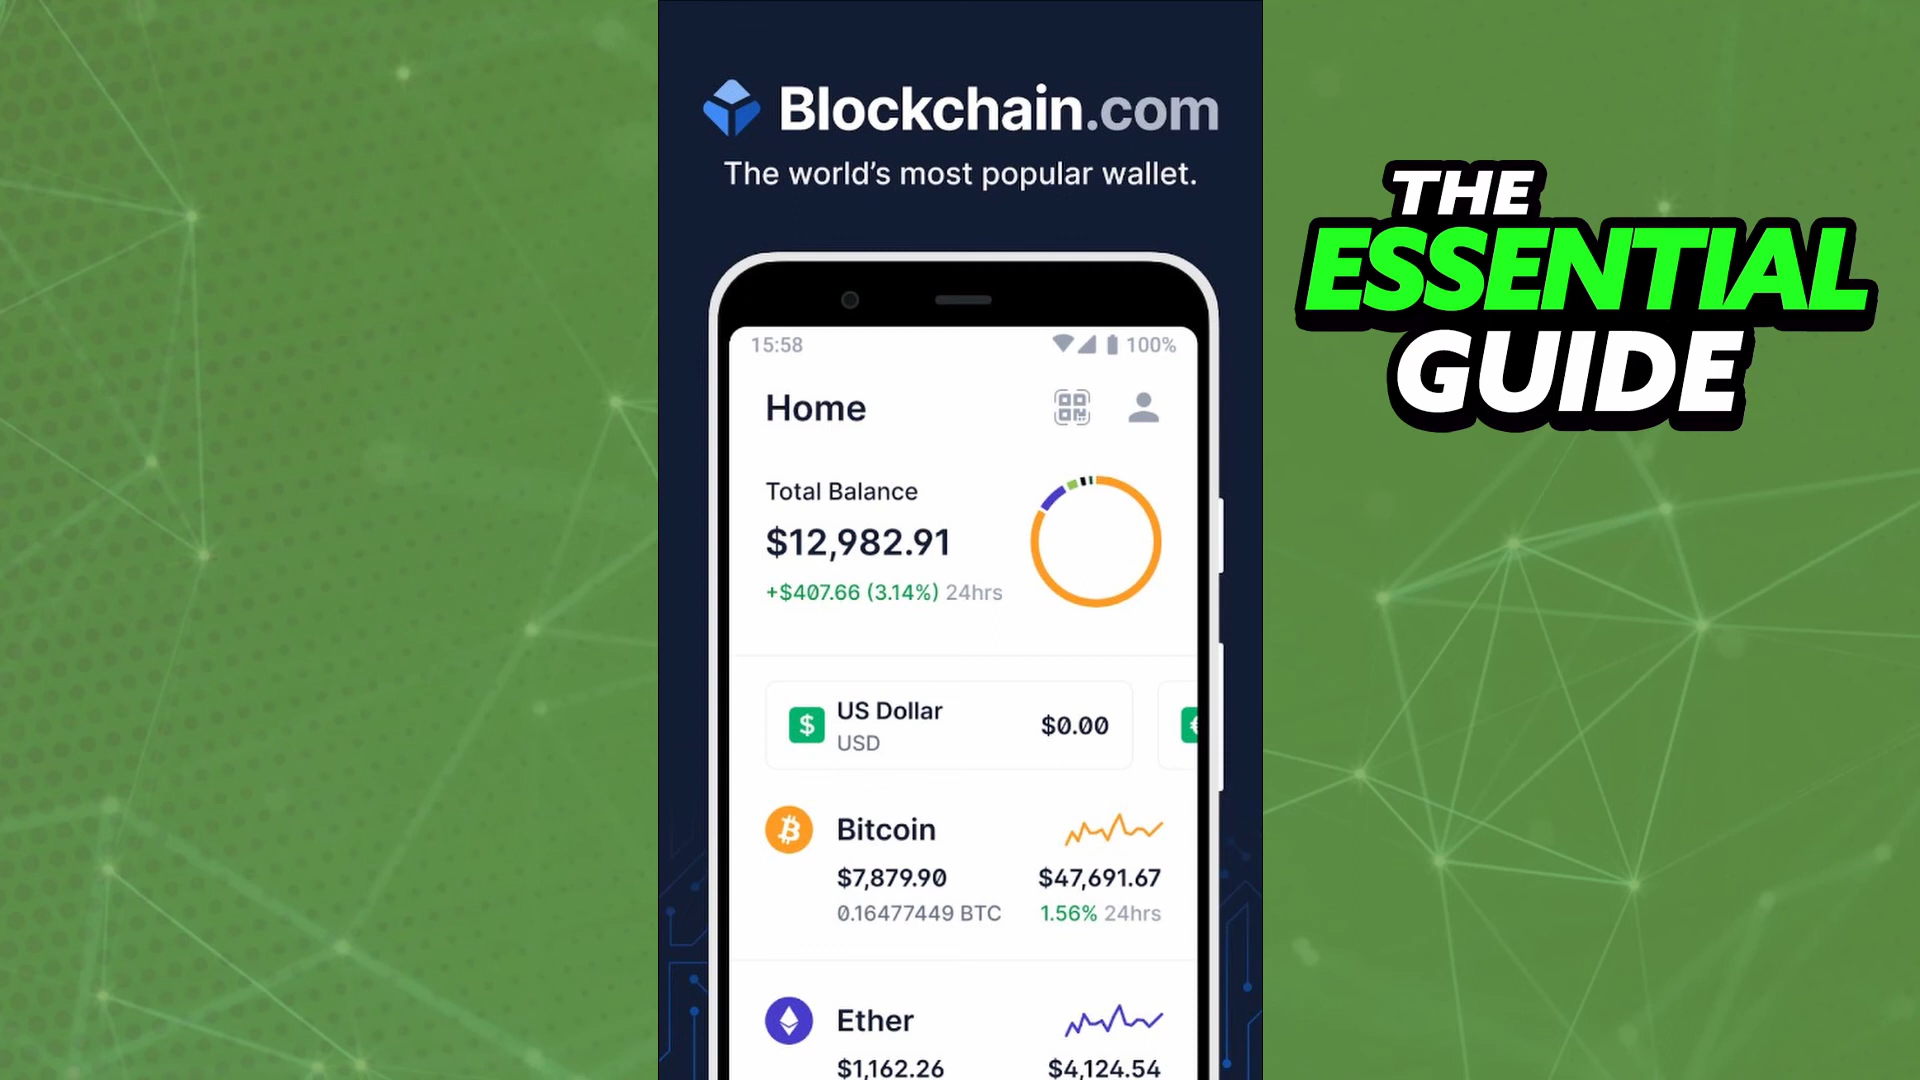 Blockchain.com
The world's most popular wallet.
15:58
100%
Home
Total Balance
$12,982.91
+$407.66 (3.14%) 24hrs
US Dollar
USD
$0.00
Bitcoin
$7,879.90
$47,691.67
0.16477449 BTC
1.56% 24hrs
Ether
$1,162.26
$4,124.54
THE
ESSENTIAL
GUIDE